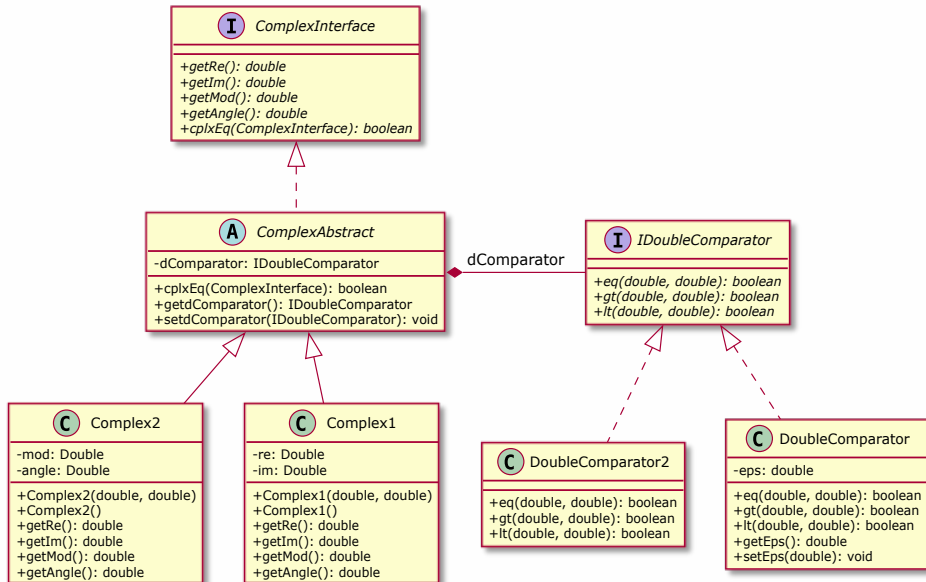 I ComplexInterface
+getRe(): double
+getIm(): double
+getMod(): double
+getAngle(): double
+cplxEq(ComplexInterface): boolean
A ComplexAbstract
-dComparator: IDoubleComparator
+cplxEq(ComplexInterface): boolean
+getdComparator(): IDoubleComparator
+setdComparator(IDoubleComparator): void
dComparator
I IDoubleComparator
+eq(double, double): boolean
+gt(double, double): boolean
+lt(double, double): boolean
C Complex2
-mod: Double
-angle: Double
+Complex2(double, double)
+Complex2()
+getRe(): double
+getIm(): double
+getMod(): double
+getAngle(): double
C Complex1
-re: Double
-im: Double
+Complex1(double, double)
+Complex1()
+getRe(): double
+getIm(): double
+getMod(): double
+getAngle(): double
C DoubleComparator2
+eq(double, double): boolean
+gt(double, double): boolean
+lt(double, double): boolean
C DoubleComparator
-eps: double
+eq(double, double): boolean
+gt(double, double): boolean
+lt(double, double): boolean
+getEps(): double
+setEps(double): void